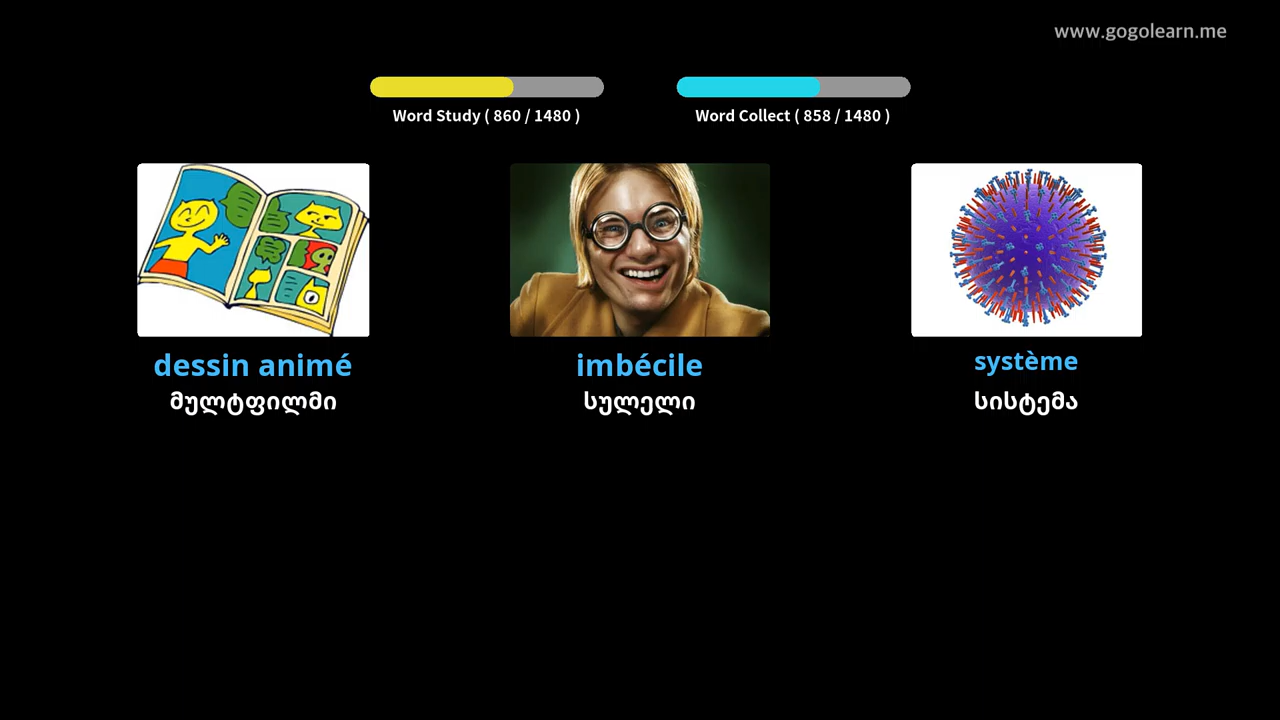 www.gogolearn.me
Word Study ( 860 / 1480 )
Word Collect ( 858 / 1480 )
dessin animé
მულტფილმი
imbécile
სულელი
système
სისტემა